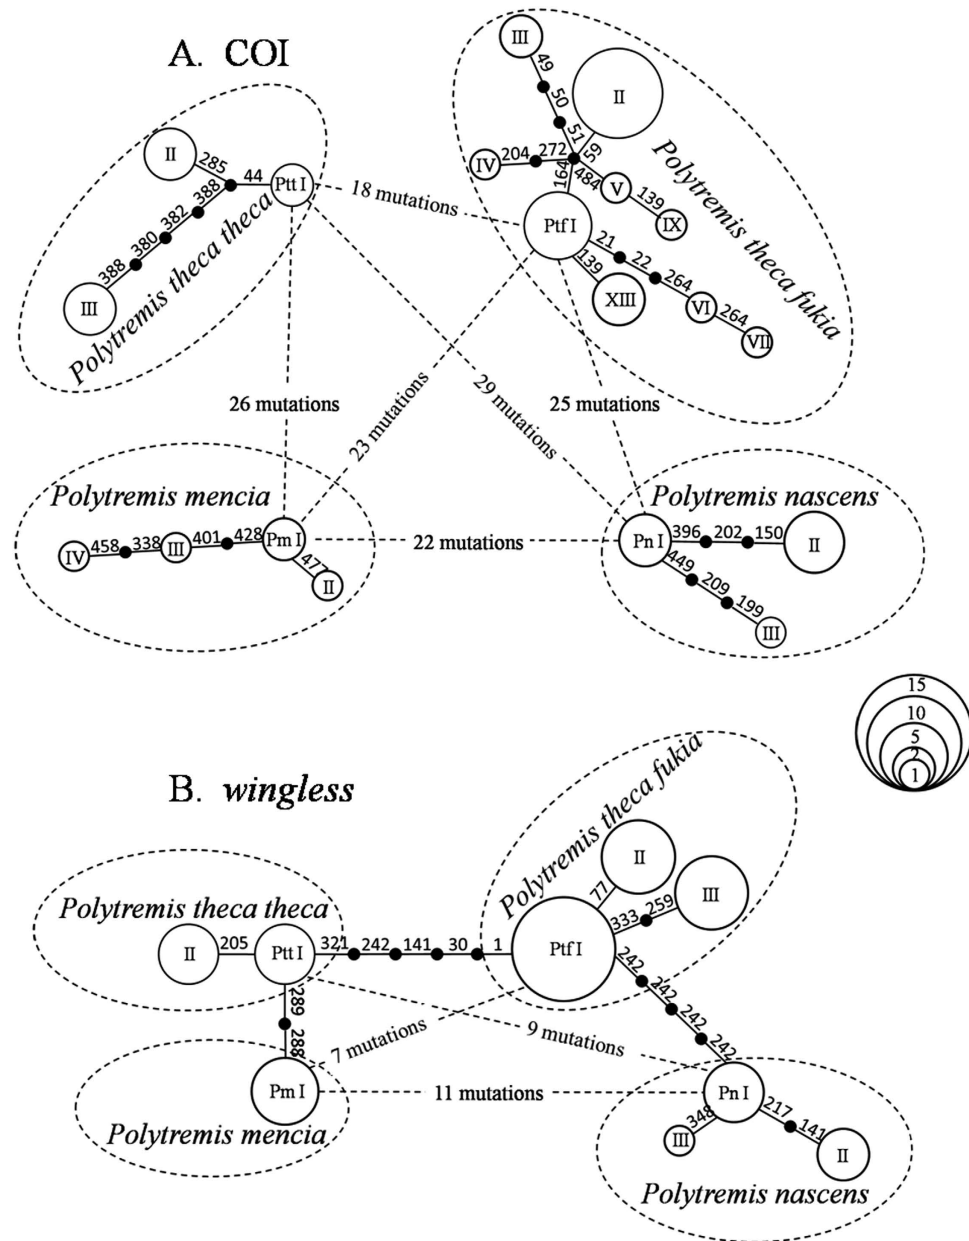 A. COI
III
49
50
51
II
59
IV
204
272
164
484
V
139
IX
Ptf I
21
22
264
VI
264
VII
139
XIII
Polytremis theca fukia
II
285
44
Ptt I
388
382
380
388
III
Polytremis theca theca
18 mutations
26 mutations
23 mutations
29 mutations
25 mutations
Polytremis mencia
IV
458
338
III
401
428
Pm I
477
II
22 mutations
Polytremis nascens
Pn I
396
202
150
II
449
209
199
III
15
10
5
2
1
B. wingless
Polytremis theca fukia
II
77
III
333
259
Ptf I
Polytremis theca theca
II
205
Ptt I
321
242
141
30
1
289
288
7 mutations
9 mutations
242
242
242
242
Pm I
11 mutations
Pn I
Polytremis mencia
348
III
217
141
II
Polytremis nascens